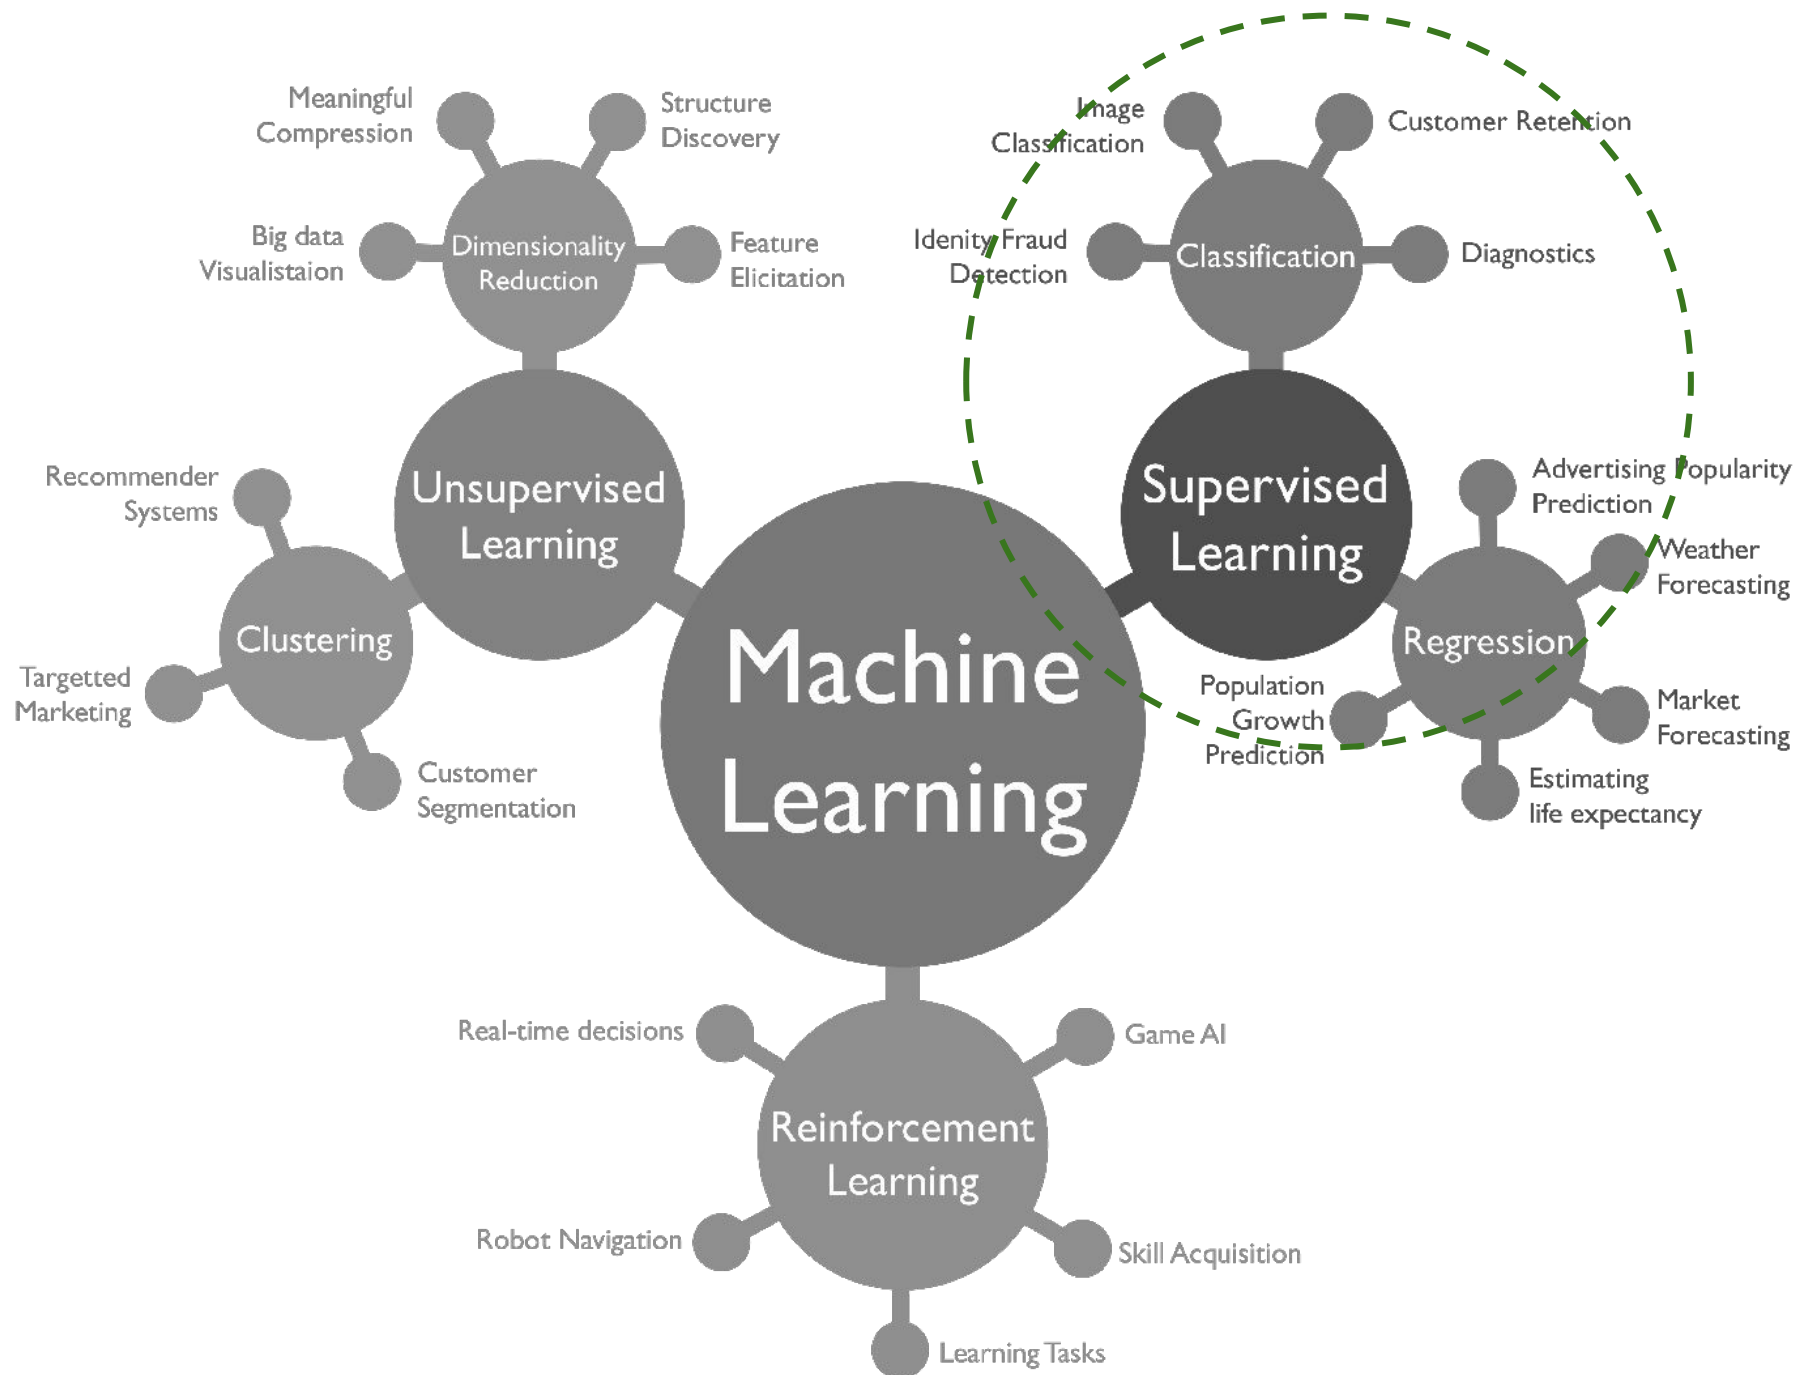 Meaningful
Compression
Structure
Discovery
Big data
Visualistaion
Dimensionality
Reduction
Feature
Elicitation
Image
Classification
Customer Retention
Idenity Fraud
Detection
Classification
Diagnostics
Recommender
Systems
Unsupervised
Learning
Supervised
Learning
Advertising Popularity
Prediction
Weather
Forecasting
Clustering
Regression
Targetted
Marketing
Machine
Learning
Population
Growth
Prediction
Market
Forecasting
Customer
Segmentation
Estimating
life expectancy
Real-time decisions
Game AI
Reinforcement
Learning
Robot Navigation
Skill Acquisition
Learning Tasks